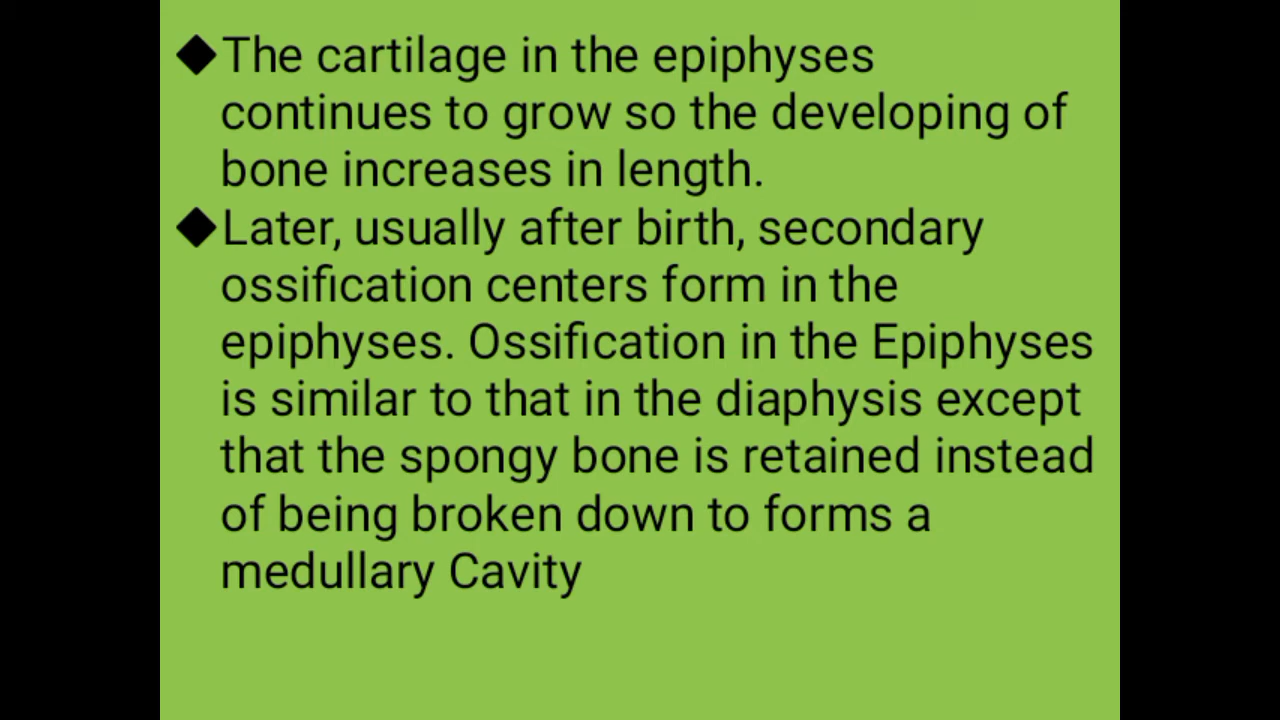 ◆The cartilage in the epiphyses
continues to grow so the developing of
bone increases in length.
◆Later, usually after birth, secondary
ossification centers form in the
epiphyses. Ossification in the Epiphyses
is similar to that in the diaphysis except
that the spongy bone is retained instead
of being broken down to forms a
medullary Cavity